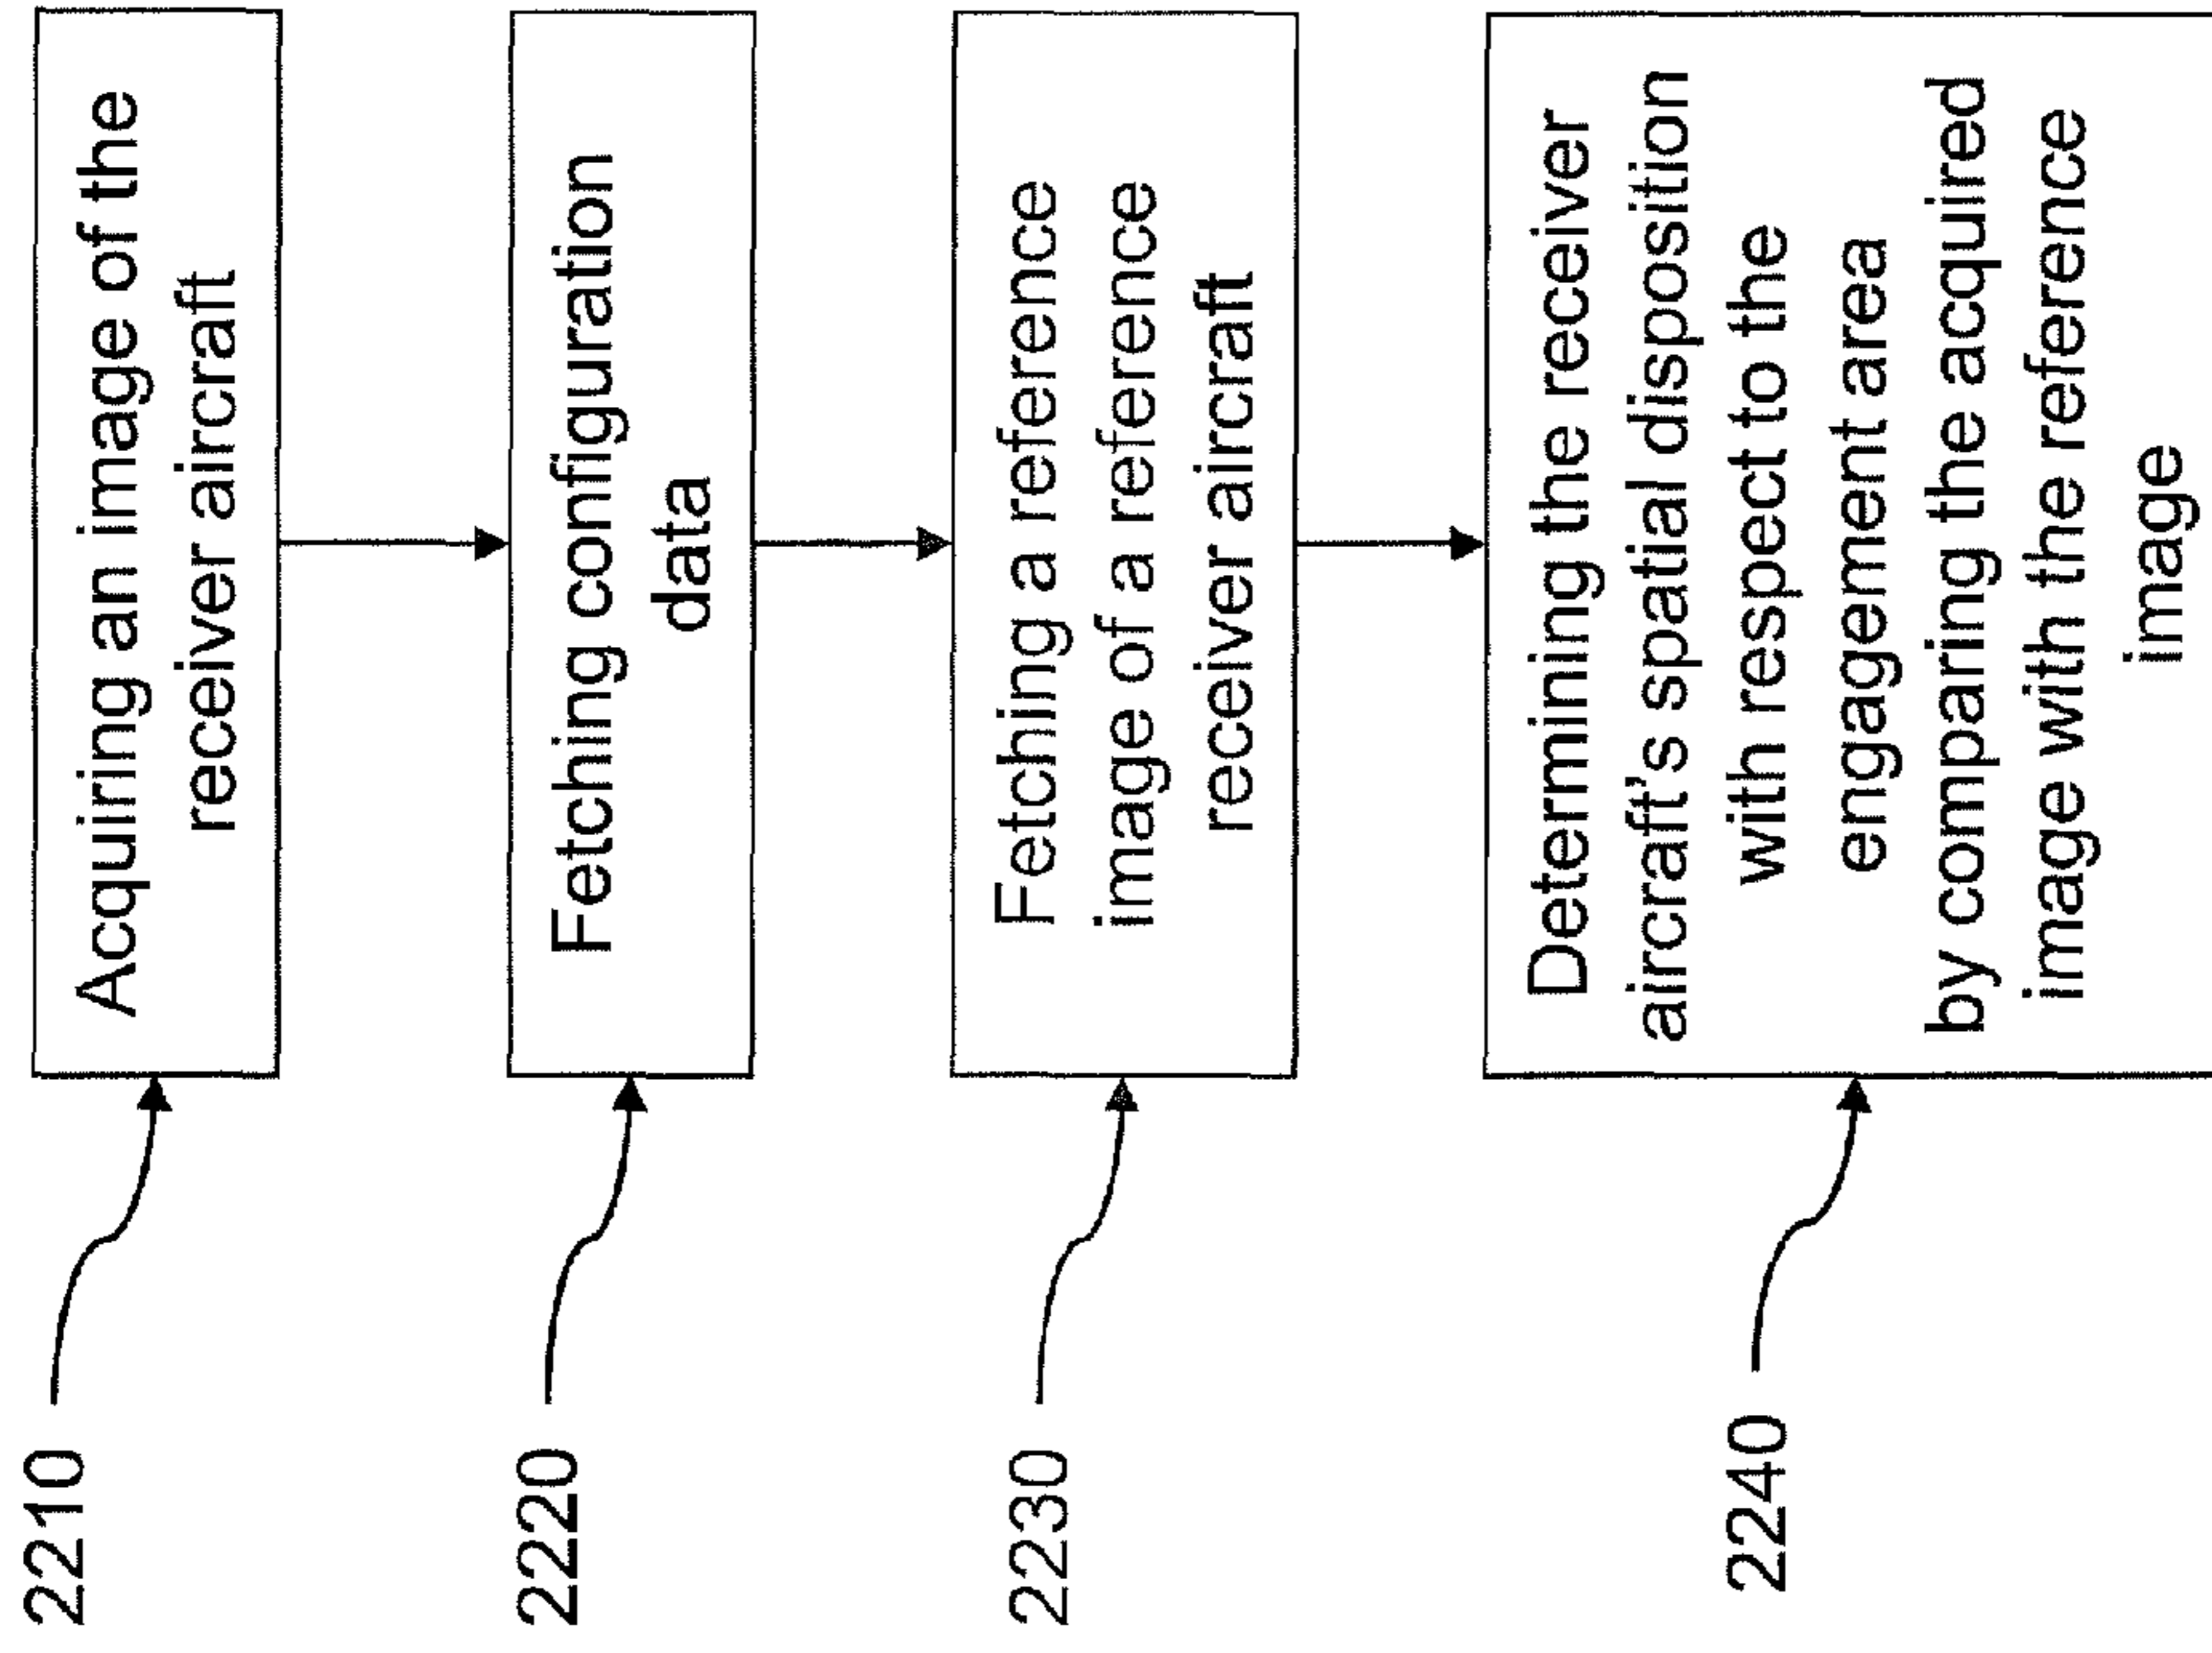 2210
Acquiring an image of the
receiver aircraft
2220
Fetching configuration
data
2230
Fetching a reference
image of a reference
receiver aircraft
2240
Determining the receiver
aircraft's spatial disposition
with respect to the
engagement area
by comparing the acquired
image with the reference
image